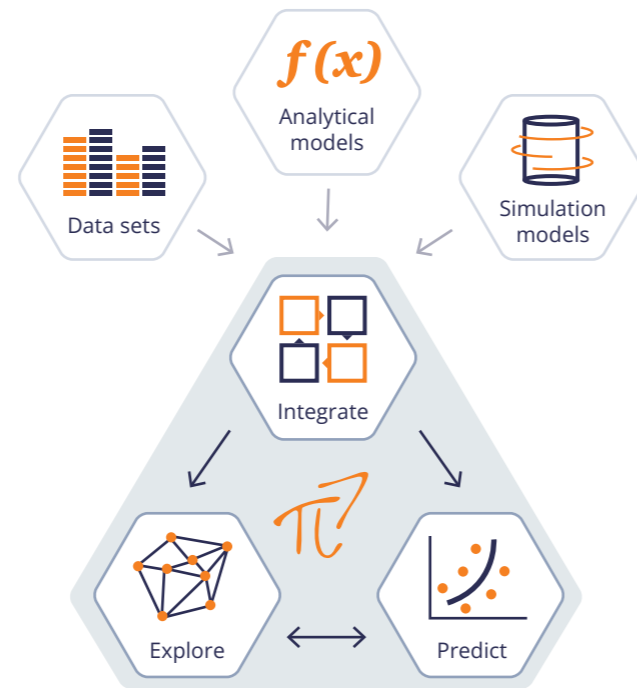 f(x)
Analytical
models
Data sets
Simulation
models
Integrate
π
Explore
Predict